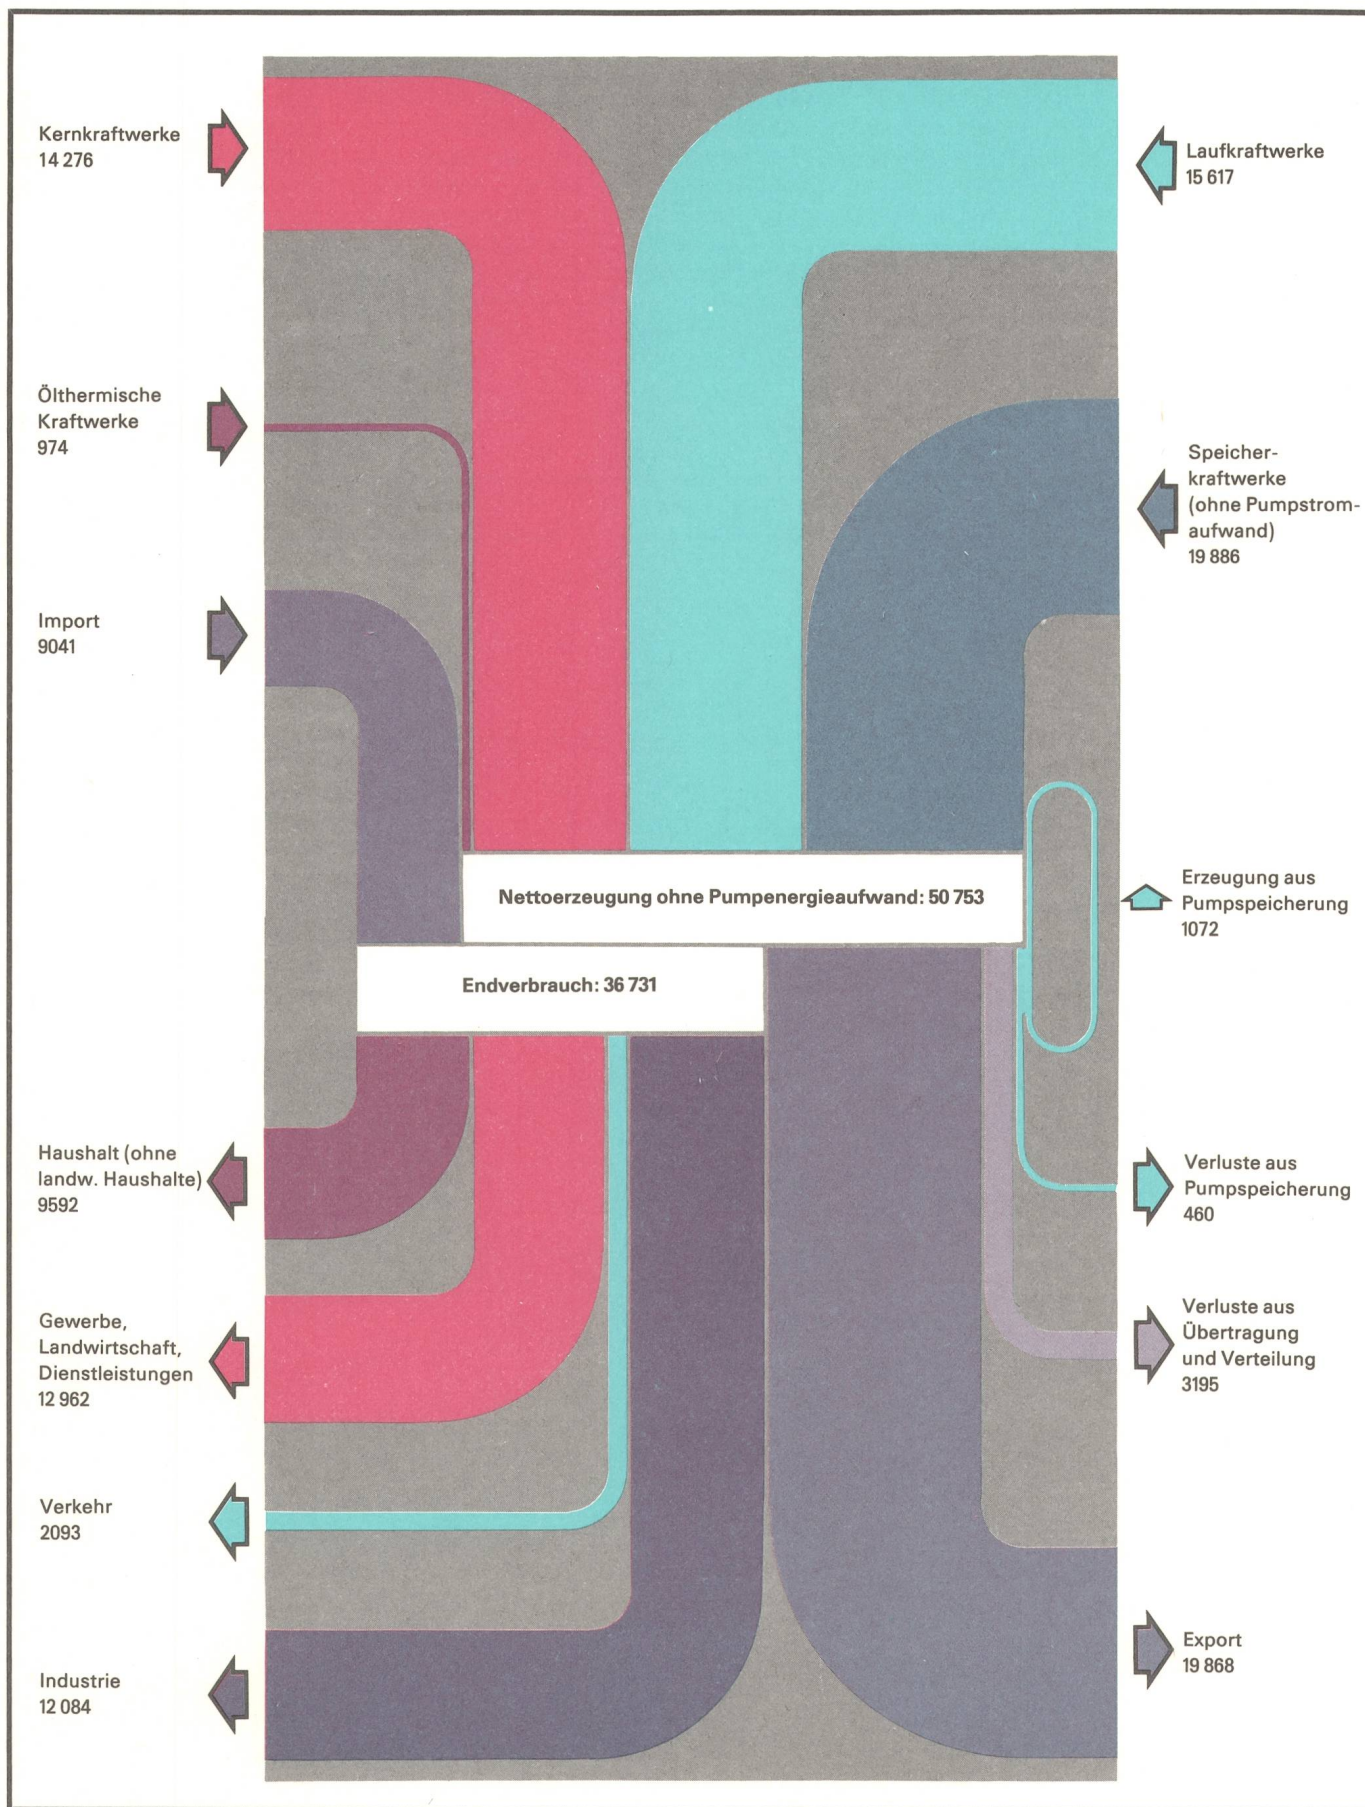 Kernkraftwerke
14 276
Ölthermische
Kraftwerke
974
Import
9041
Laufkraftwerke
15 617
Speicher-
kraftwerke
(ohne Pumpstrom-
aufwand)
19 886
Nettoerzeugung ohne Pumpenergieaufwand: 50 753
Erzeugung aus
Pumpspeicherung
1072
Endverbrauch: 36 731
Haushalt (ohne
landw. Haushalte)
9592
Gewerbe,
Landwirtschaft,
Dienstleistungen
12 962
Verkehr
2093
Industrie
12 084
Verluste aus
Pumpspeicherung
460
Verluste aus
Übertragung
und Verteilung
3195
Export
19 868